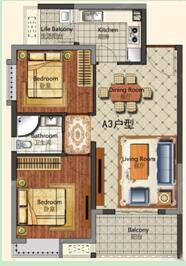 Life Balcony
生活阳台
Kitchen
厨房
Bedroom
卧室
Dining Room
餐厅
A3户型
Bathroom
卫生间
Living Room
客厅
Bedroom
卧室
Balcony
阳台